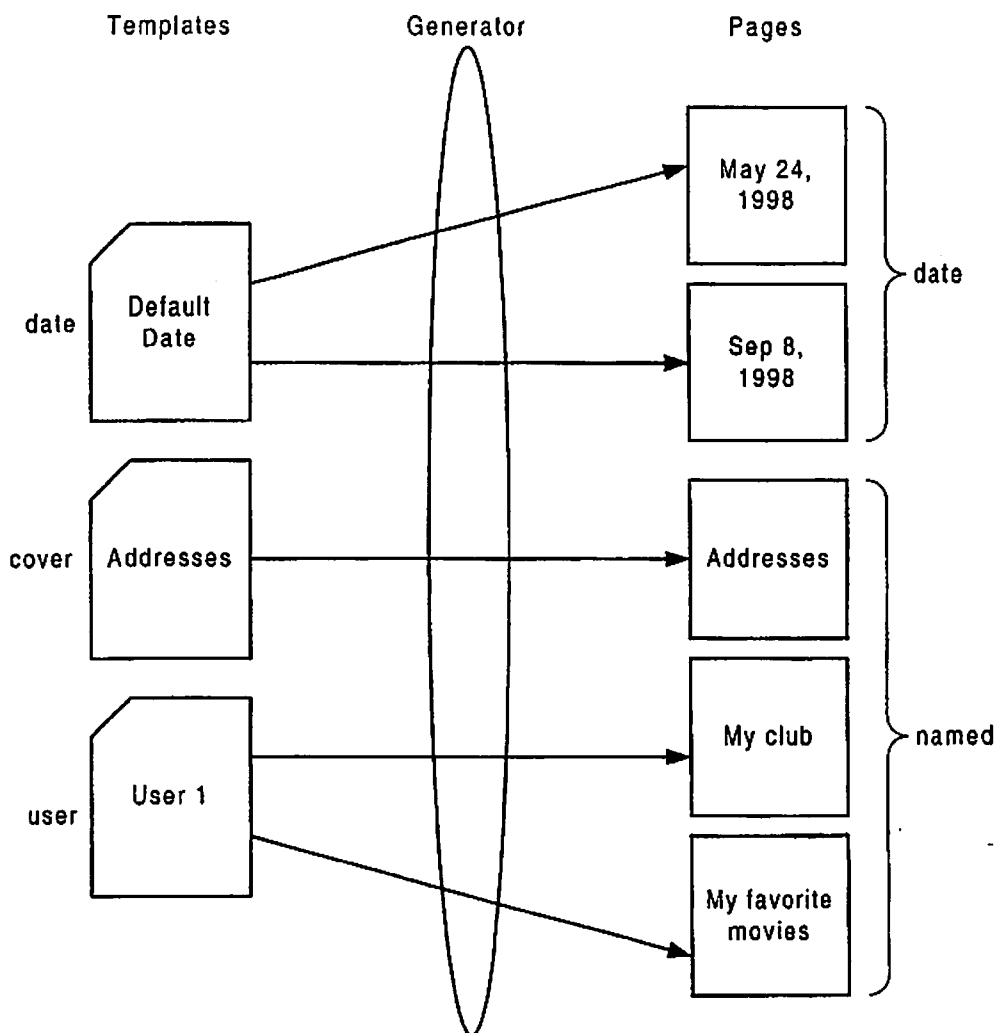 Templates
Generator
Pages
May 24,
1998
date
Default
Date
date
Sep 8,
1998
cover
Addresses
Addresses
My club
named
User 1
user
My favorite
movies